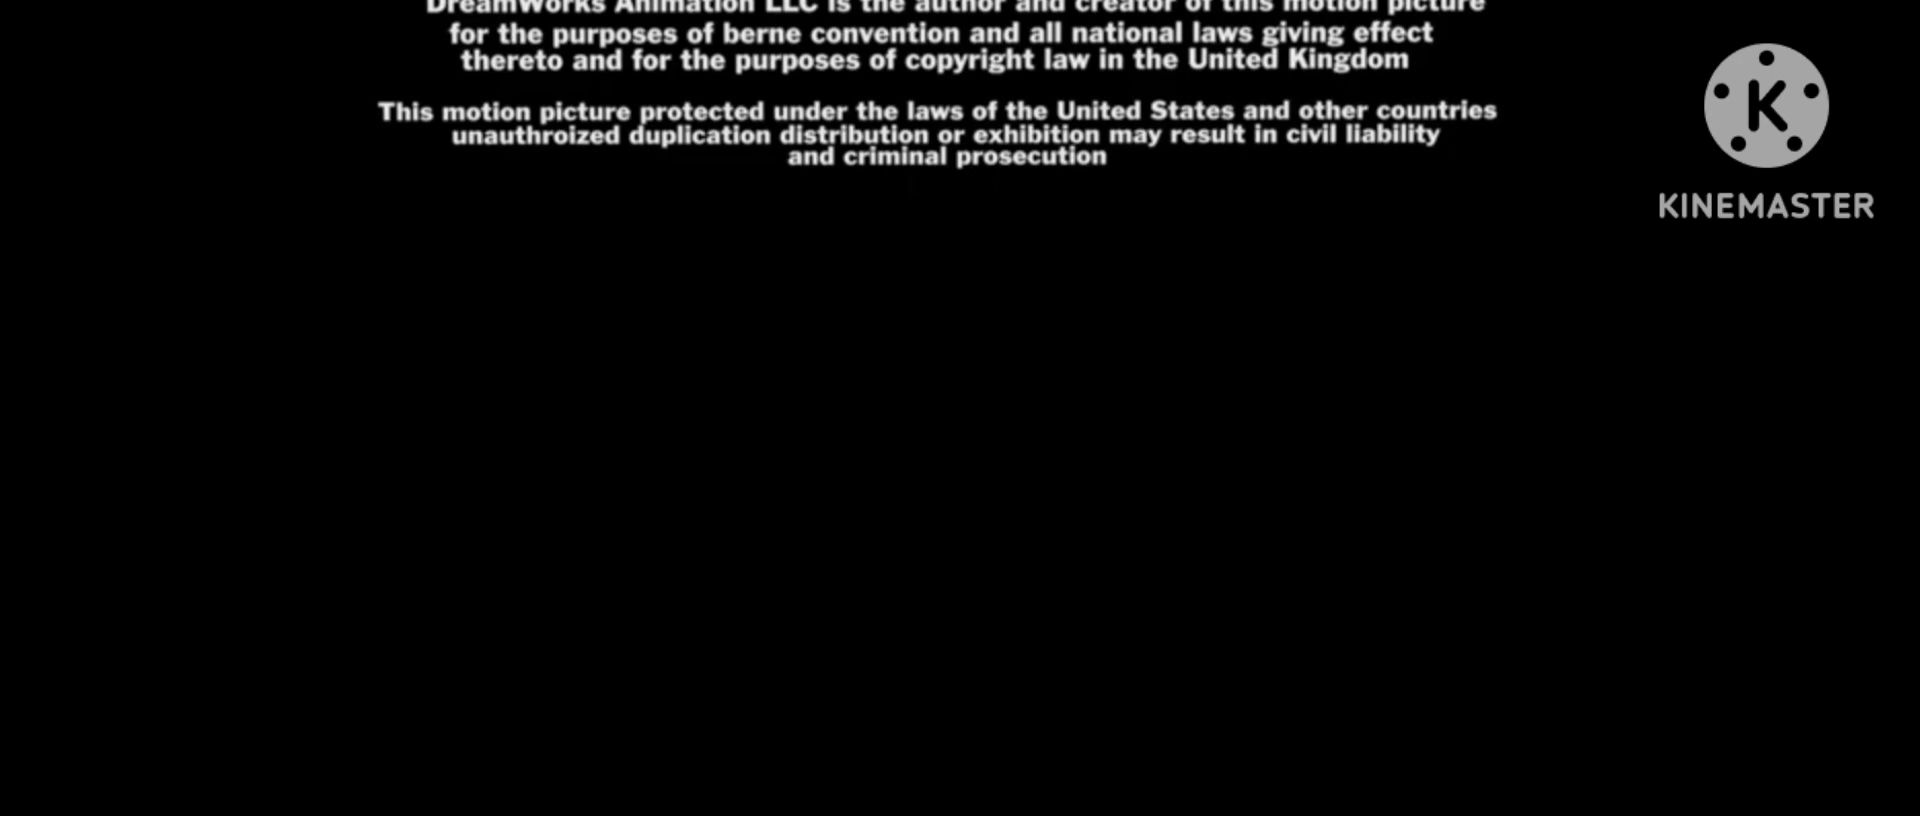 DreamWorks Animation LLC is the author and creator of this motion picture
for the purposes of berne convention and all national laws giving effect
thereto and for the purposes of copyright law in the United Kingdom
This motion picture protected under the laws of the United States and other countries
unauthroized duplication distribution or exhibition may result in civil liability
and criminal prosecution
K
KINEMASTER